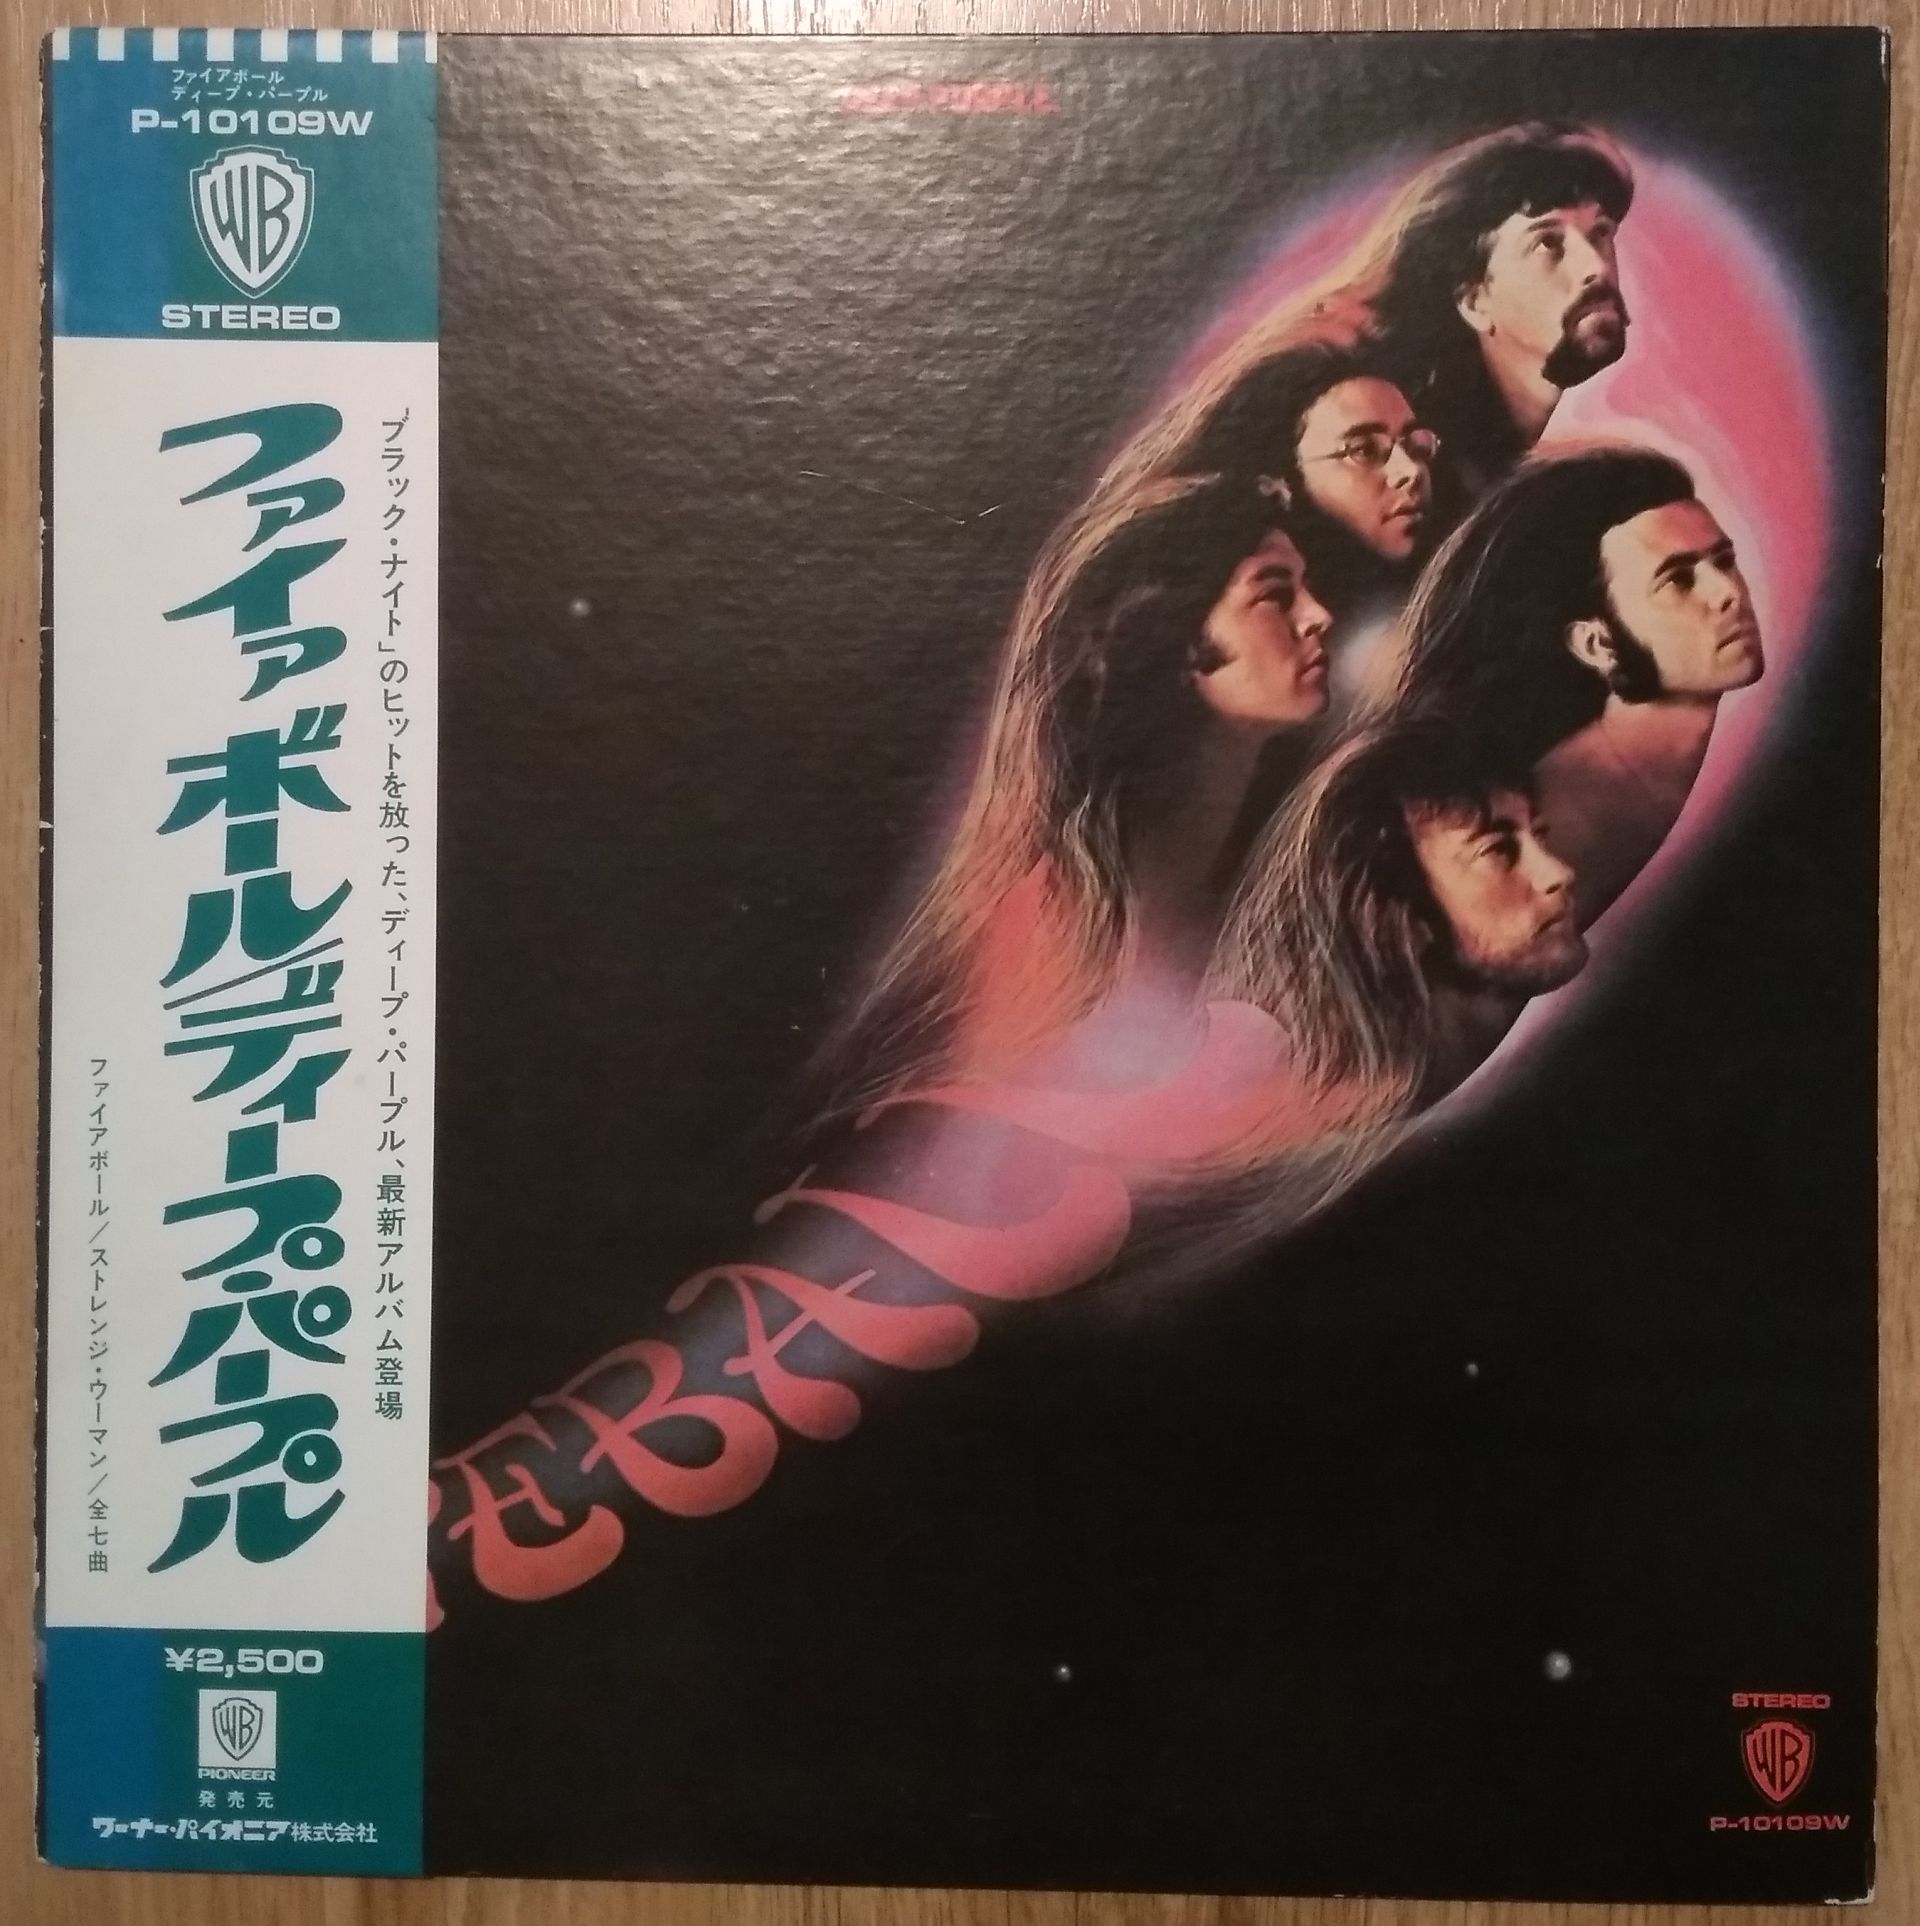 ファイアボール
ディープ・パープル
P-10109W
WB
STEREO
「ブラック・ナイト」のヒットを放った、ディープ・パープル、最新アルバム登場
ファイアボール/ディープ・パープル
ファイアボール/ストレンジ・ウーマン/全七曲
¥2,500
WB
PIONEER
発売元
ワーナー・パイオニア株式会社
DEEP PURPLE
EBALL
STEREO
WB
P-10109W